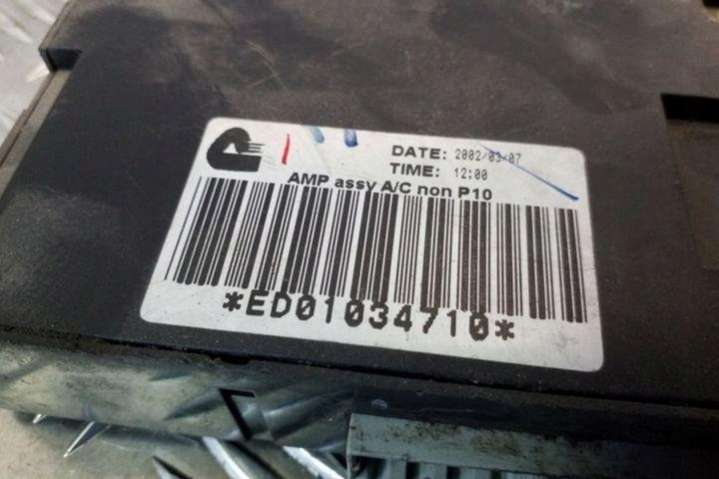 DATE: 2002/03/07
TIME: 12:00
AMP assy A/C non P10
*ED01034710*